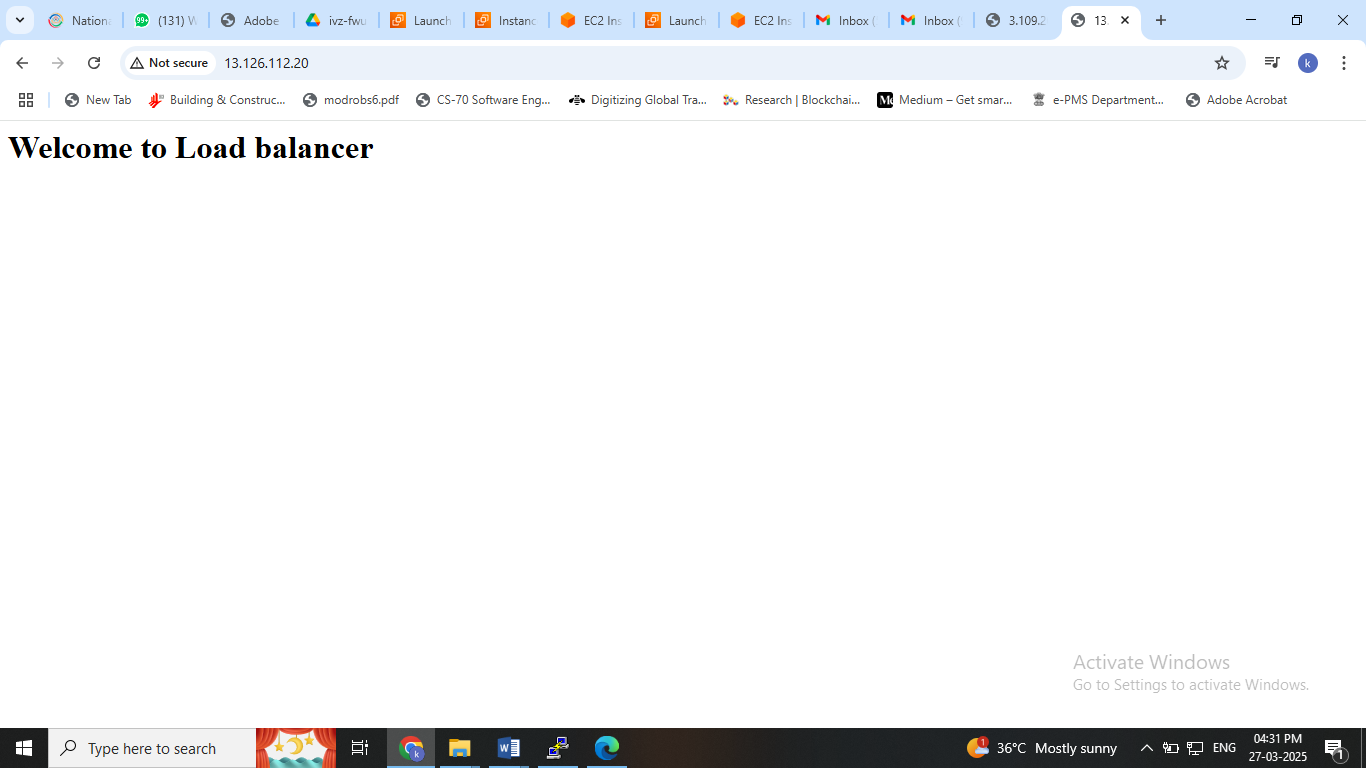 Nation
99+ (131) W
Adobe
ivz-fwu
Launch
Instanc
EC2 Ins
Launch
EC2 Ins
Inbox (
Inbox (
3.109.2
13.
Not secure 13.126.112.20
k
New Tab
Building & Construc...
modrobs6.pdf
CS-70 Software Eng...
Digitizing Global Tra...
Research | Blockchai...
Medium – Get smar...
e-PMS Department...
Adobe Acrobat
Welcome to Load balancer
Activate Windows
Go to Settings to activate Windows.
Type here to search
1
36°C Mostly sunny
ENG
04:31 PM
27-03-2025
1